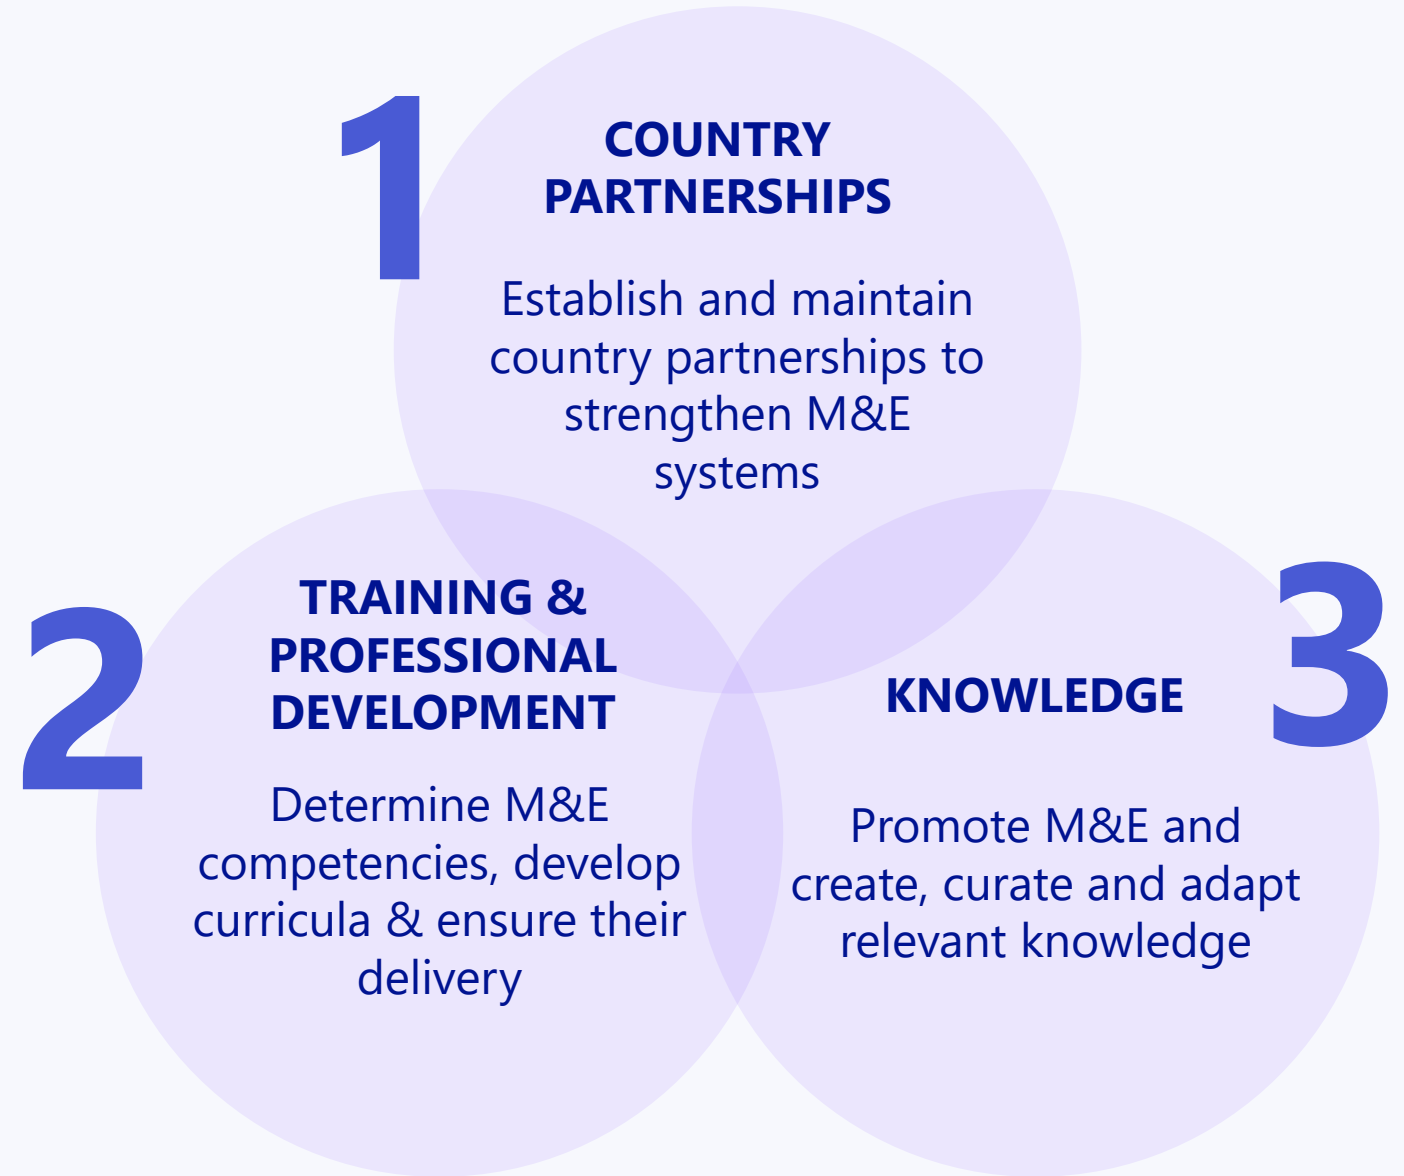 1
COUNTRY
PARTNERSHIPS
Establish and maintain
country partnerships to
strengthen M&E
systems
2
TRAINING &
PROFESSIONAL
DEVELOPMENT
Determine M&E
competencies, develop
curricula & ensure their
delivery
3
KNOWLEDGE
Promote M&E and
create, curate and adapt
relevant knowledge